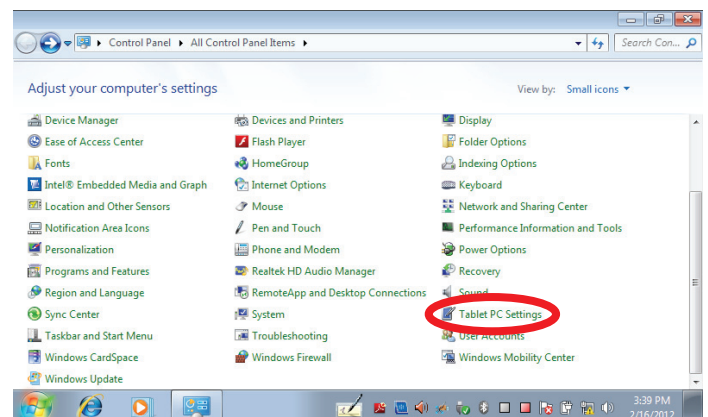 Control Panel ▸ All Control Panel Items ▸
Search Con...
Adjust your computer's settings
View by: Small icons
Device Manager
Devices and Printers
Display
Ease of Access Center
Flash Player
Folder Options
Fonts
HomeGroup
Indexing Options
Intel® Embedded Media and Graph
Internet Options
Keyboard
Location and Other Sensors
Mouse
Network and Sharing Center
Notification Area Icons
Pen and Touch
Performance Information and Tools
Personalization
Phone and Modem
Power Options
Programs and Features
Realtek HD Audio Manager
Recovery
Region and Language
RemoteApp and Desktop Connections
Sound
Sync Center
System
Tablet PC Settings
Taskbar and Start Menu
Troubleshooting
User Accounts
Windows CardSpace
Windows Firewall
Windows Mobility Center
Windows Update
3:39 PM
2/16/2012